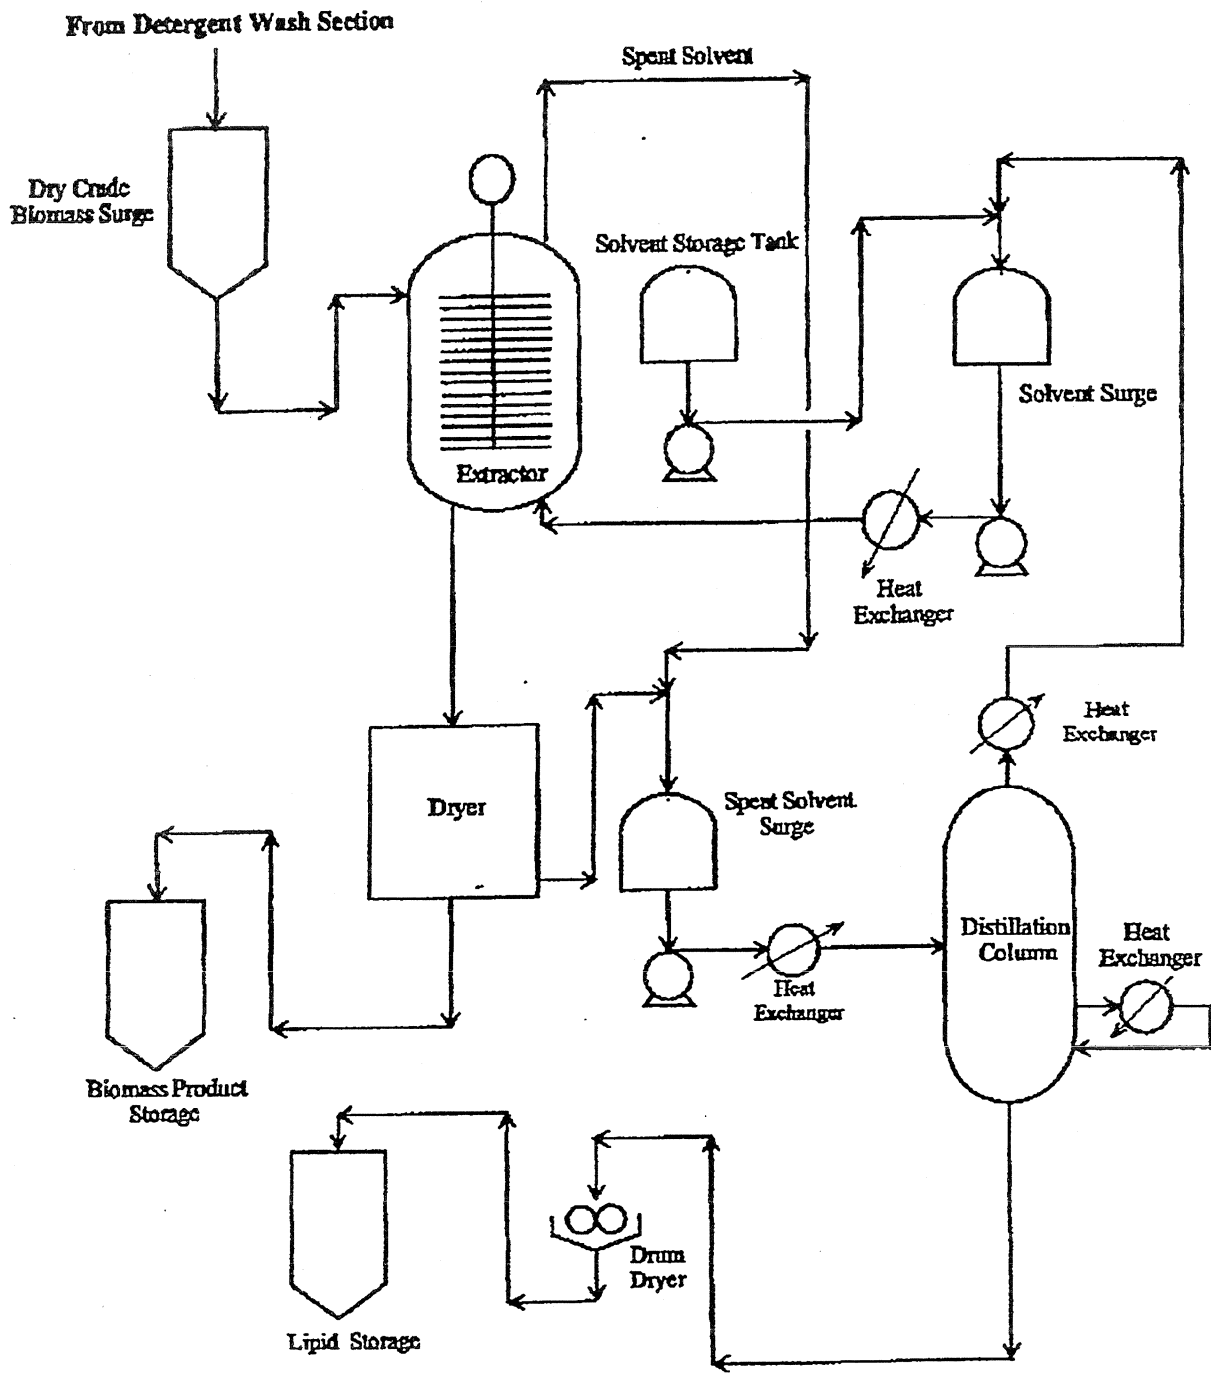 From Detergent Wash Section
Spent Solvent
Dry Crude
Biomass Surge
Solvent Storage Tank
Solvent Surge
Extractor
Heat
Exchanger
Heat
Exchanger
Dryer
Spent Solvent
Surge
Distillation
Column
Heat
Exchanger
Heat
Exchanger
Biomass Product
Storage
Drum
Dryer
Lipid Storage